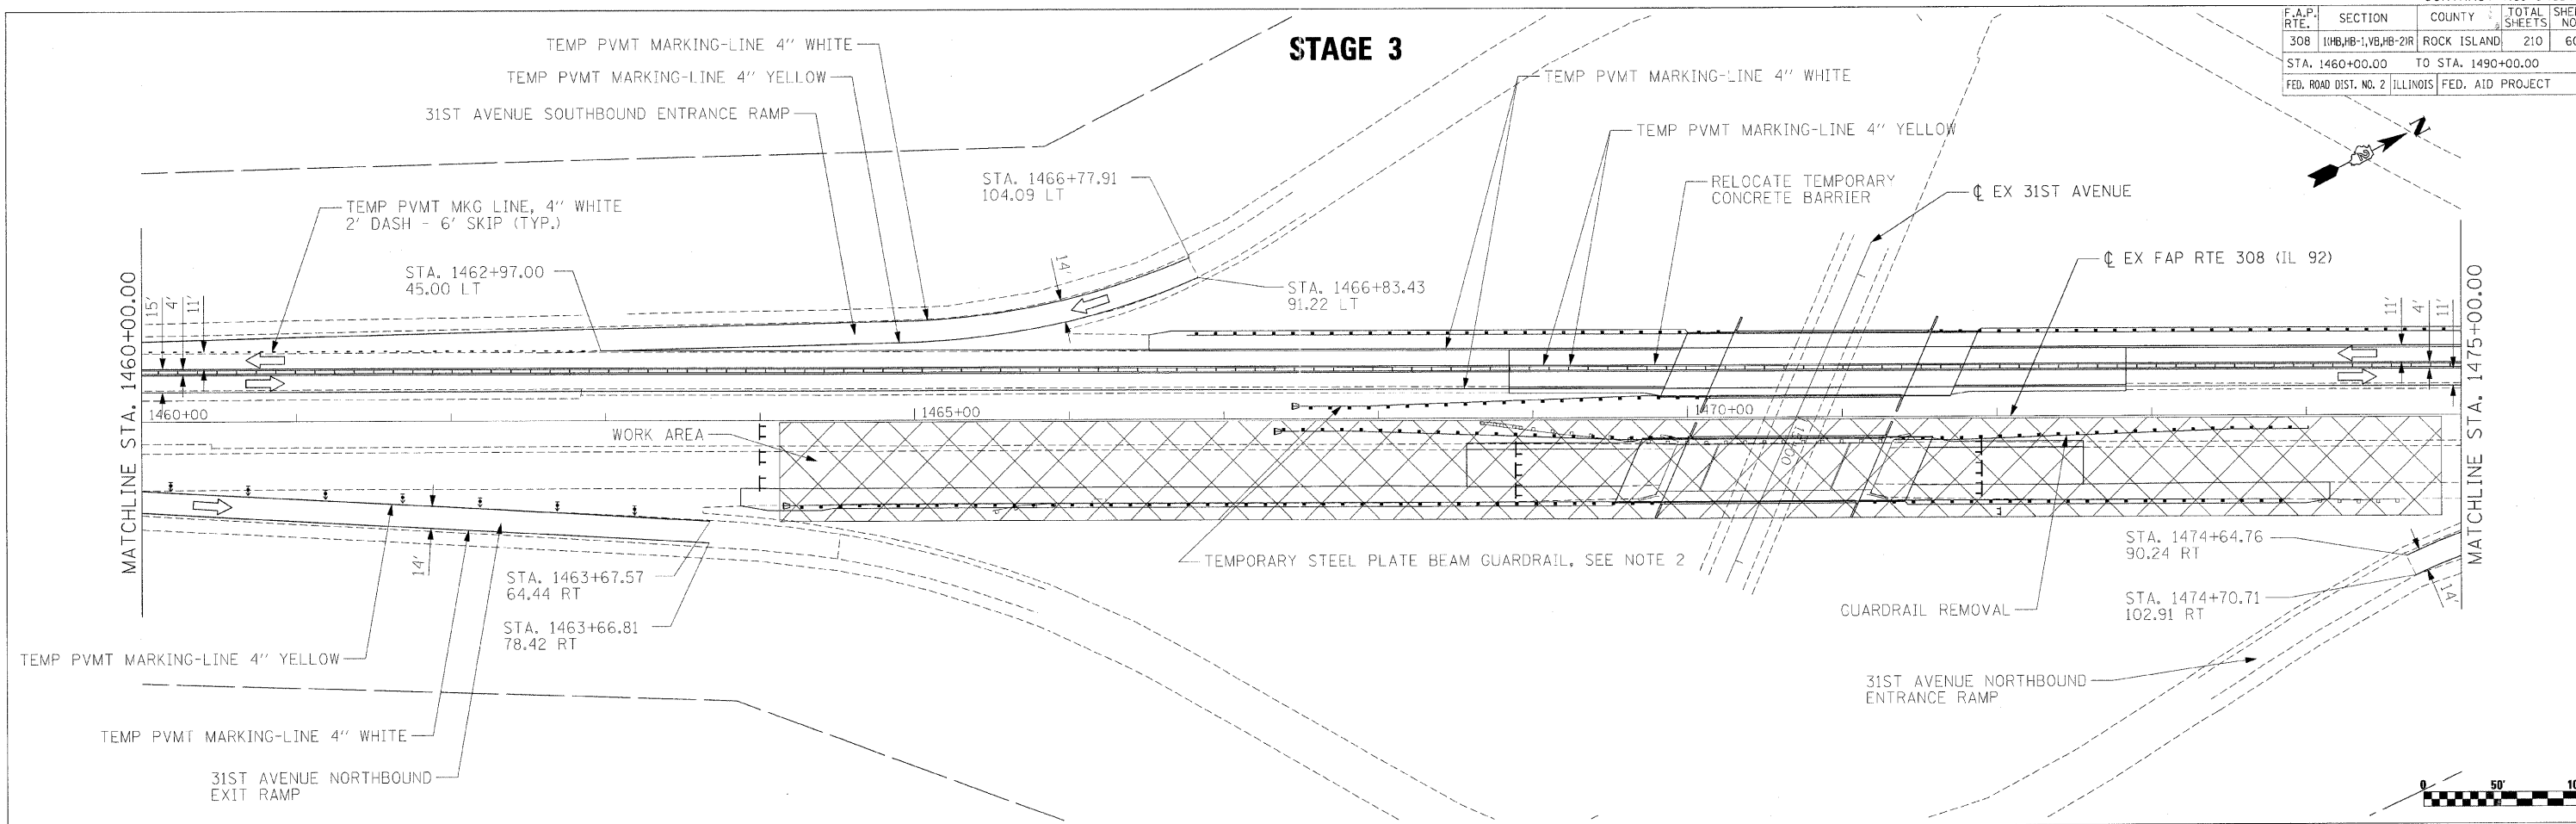 STAGE 3
F.A.P. RTE. SECTION COUNTY TOTAL SHEETS
308 1(HB,HB-1,VB,HB-2)R ROCK ISLAND 210
STA. 1460+00.00 TO STA. 1490+00.00
FED. ROAD DIST. NO. 2 ILLINOIS FED. AID PROJECT
TEMP PVMT MARKING-LINE 4" WHITE
TEMP PVMT MARKING-LINE 4" YELLOW
31ST AVENUE SOUTHBOUND ENTRANCE RAMP
TEMP PVMT MARKING-LINE 4" WHITE
TEMP PVMT MARKING-LINE 4" YELLOW
N
2
STA. 1466+77.91
104.09 LT
RELOCATE TEMPORARY
CONCRETE BARRIER
℄ EX 31ST AVENUE
TEMP PVMT MKG LINE, 4" WHITE
2' DASH - 6' SKIP (TYP.)
STA. 1462+97.00
45.00 LT
14'
STA. 1466+83.43
91.22 LT
℄ EX FAP RTE 308 (IL 92)
MATCHLINE STA. 1460+00.00
15'
4'
11'
11'
4'
11'
MATCHLINE STA. 1475+00.00
1460+00
1465+00
1470+00
WORK AREA
14'
STA. 1463+67.57
64.44 RT
STA. 1463+66.81
78.42 RT
TEMPORARY STEEL PLATE BEAM GUARDRAIL, SEE NOTE 2
GUARDRAIL REMOVAL
STA. 1474+64.76
90.24 RT
STA. 1474+70.71
102.91 RT
14'
TEMP PVMT MARKING-LINE 4" YELLOW
TEMP PVMT MARKING-LINE 4" WHITE
31ST AVENUE NORTHBOUND
EXIT RAMP
31ST AVENUE NORTHBOUND
ENTRANCE RAMP
0 50'